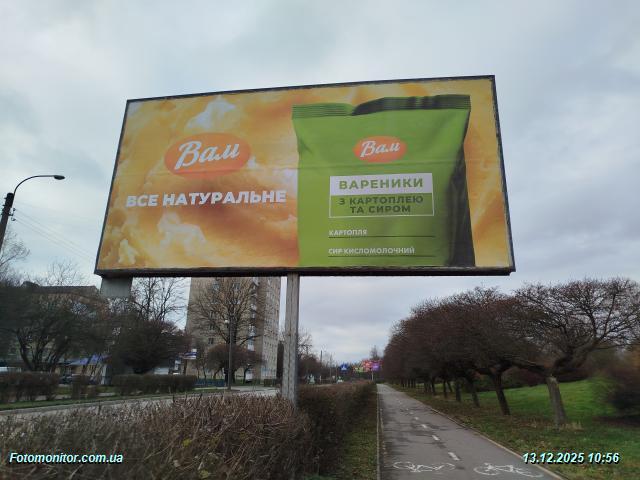 Вам
ВСЕ НАТУРАЛЬНЕ
Вам
ВАРЕНИКИ
З КАРТОПЛЕЮ
ТА СИРОМ
КАРТОПЛЯ
СИР КИСЛОМОЛОЧНИЙ
Fotomonitor.com.ua
13.12.2025 10:56